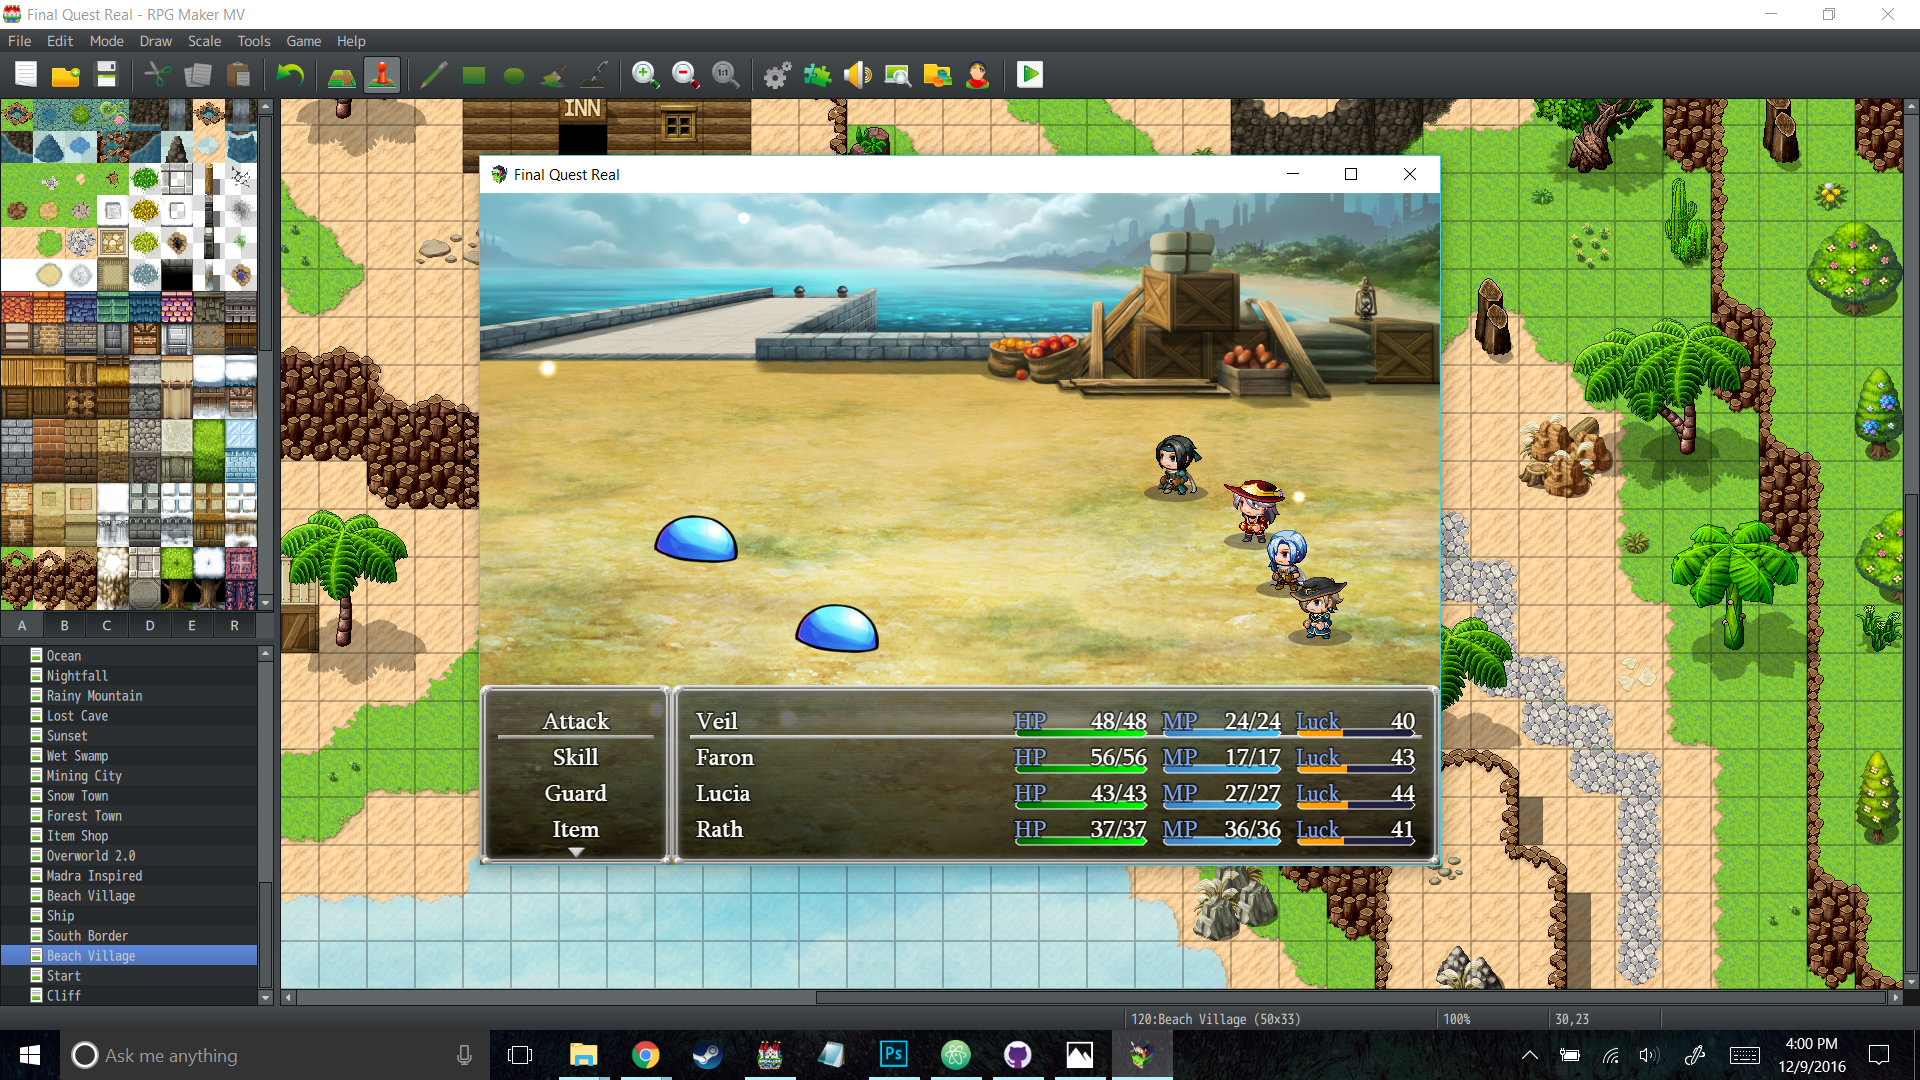 Final Quest Real - RPG Maker MV
File Edit Mode Draw Scale Tools Game Help
1:1
INN
Final Quest Real
Attack
Skill
Guard
Item
Veil HP 48/48 MP 24/24 Luck 40
Faron HP 56/56 MP 17/17 Luck 43
Lucia HP 43/43 MP 27/27 Luck 44
Rath HP 37/37 MP 36/36 Luck 41
A B C D E R
Ocean
Nightfall
Rainy Mountain
Lost Cave
Sunset
Wet Swamp
Mining City
Snow Town
Forest Town
Item Shop
Overworld 2.0
Madra Inspired
Beach Village
Ship
South Border
Beach Village
Start
Cliff
120:Beach Village (50x33) 100% 30,23
Ask me anything
Ps
4:00 PM
12/9/2016